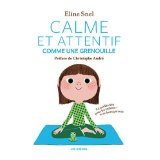 Eline Snel
CALME
ET ATTENTIF
COMME UNE GRENOUILLE
Préface de Christophe André